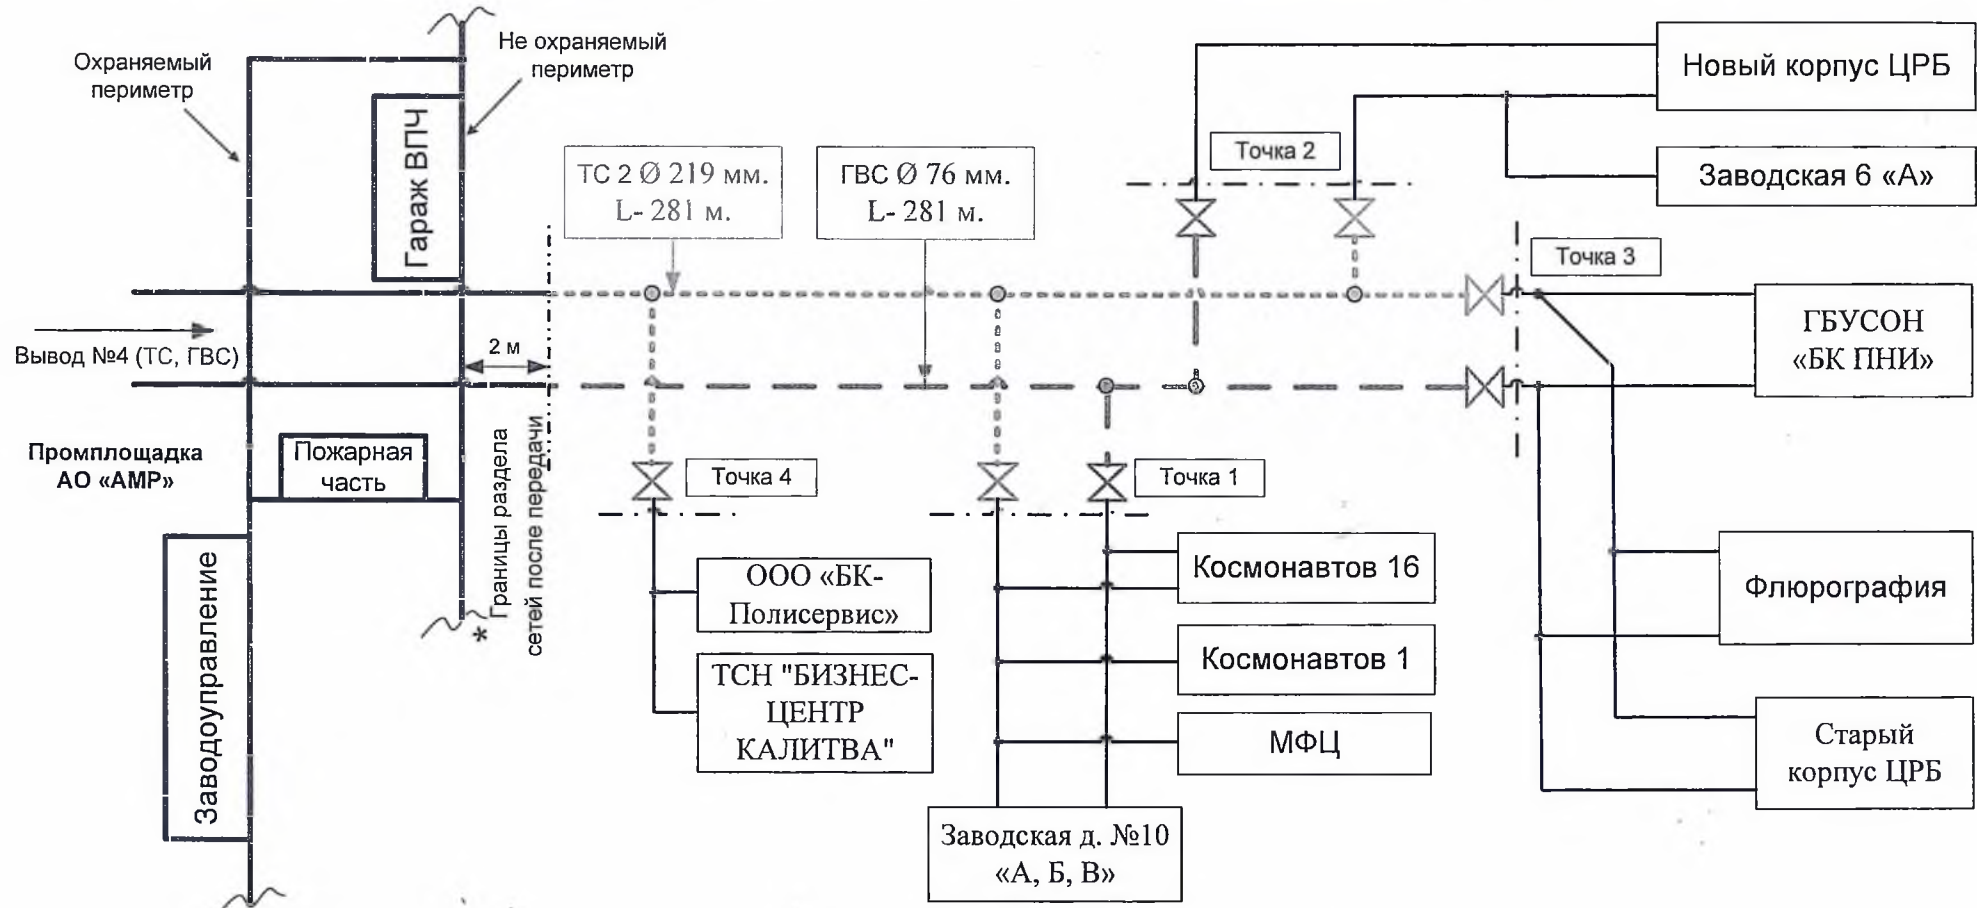 Охраняемый
периметр
Не охраняемый
периметр
Гараж ВПЧ
ТС 2 Ø 219 мм.
L- 281 м.
ГВС Ø 76 мм.
L- 281 м.
Точка 2
Новый корпус ЦРБ
Заводская 6 «А»
Точка 3
ГБУСОН
«БК ПНИ»
Вывод №4 (ТС, ГВС)
2 м
Промплощадка
АО «АМР»
Пожарная
часть
* Границы раздела
сетей после передачи
Точка 4
Точка 1
Заводоуправление
ООО «БК-
Полисервис»
ТСН "БИЗНЕС-
ЦЕНТР
КАЛИТВА"
Космонавтов 16
Космонавтов 1
МФЦ
Заводская д. №10
«А, Б, В»
Флюрография
Старый
корпус ЦРБ